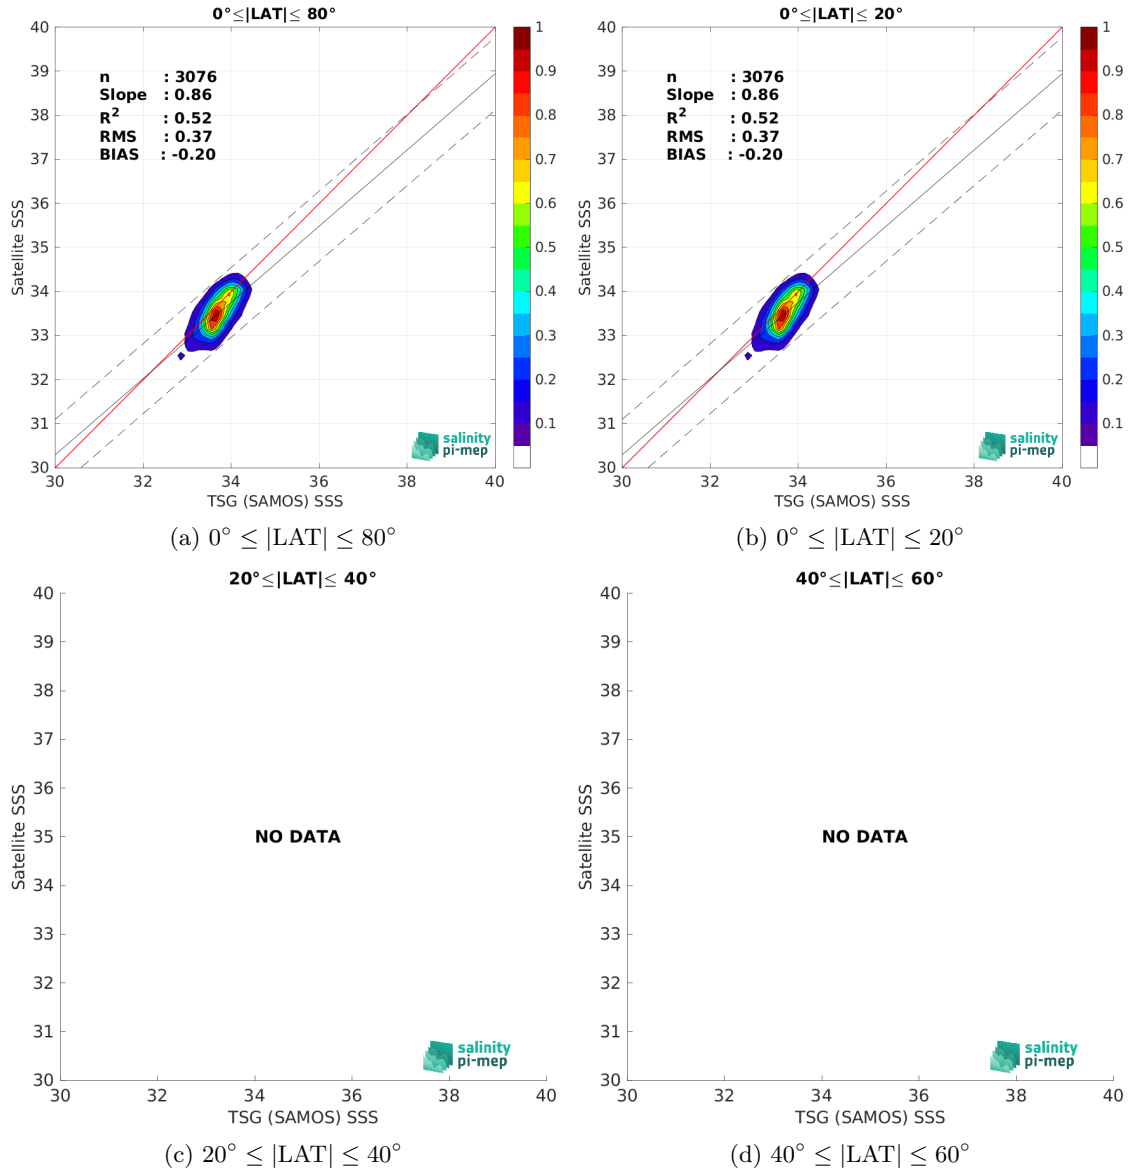 0°≤|LAT|≤ 80°
40
39
38
37
36
35
34
33
32
31
30
Satellite SSS
n : 3076
Slope : 0.86
R² : 0.52
RMS : 0.37
BIAS : -0.20
salinity
pi-mep
1
0.9
0.8
0.7
0.6
0.5
0.4
0.3
0.2
0.1
30 32 34 36 38 40
TSG (SAMOS) SSS
(a) 0° ≤ |LAT| ≤ 80°
0°≤|LAT|≤ 20°
40
39
38
37
36
35
34
33
32
31
30
Satellite SSS
n : 3076
Slope : 0.86
R² : 0.52
RMS : 0.37
BIAS : -0.20
salinity
pi-mep
1
0.9
0.8
0.7
0.6
0.5
0.4
0.3
0.2
0.1
30 32 34 36 38 40
TSG (SAMOS) SSS
(b) 0° ≤ |LAT| ≤ 20°
20°≤|LAT|≤ 40°
40
39
38
37
36
35
34
33
32
31
30
Satellite SSS
NO DATA
salinity
pi-mep
30 32 34 36 38 40
TSG (SAMOS) SSS
(c) 20° ≤ |LAT| ≤ 40°
40°≤|LAT|≤ 60°
40
39
38
37
36
35
34
33
32
31
30
Satellite SSS
NO DATA
salinity
pi-mep
30 32 34 36 38 40
TSG (SAMOS) SSS
(d) 40° ≤ |LAT| ≤ 60°